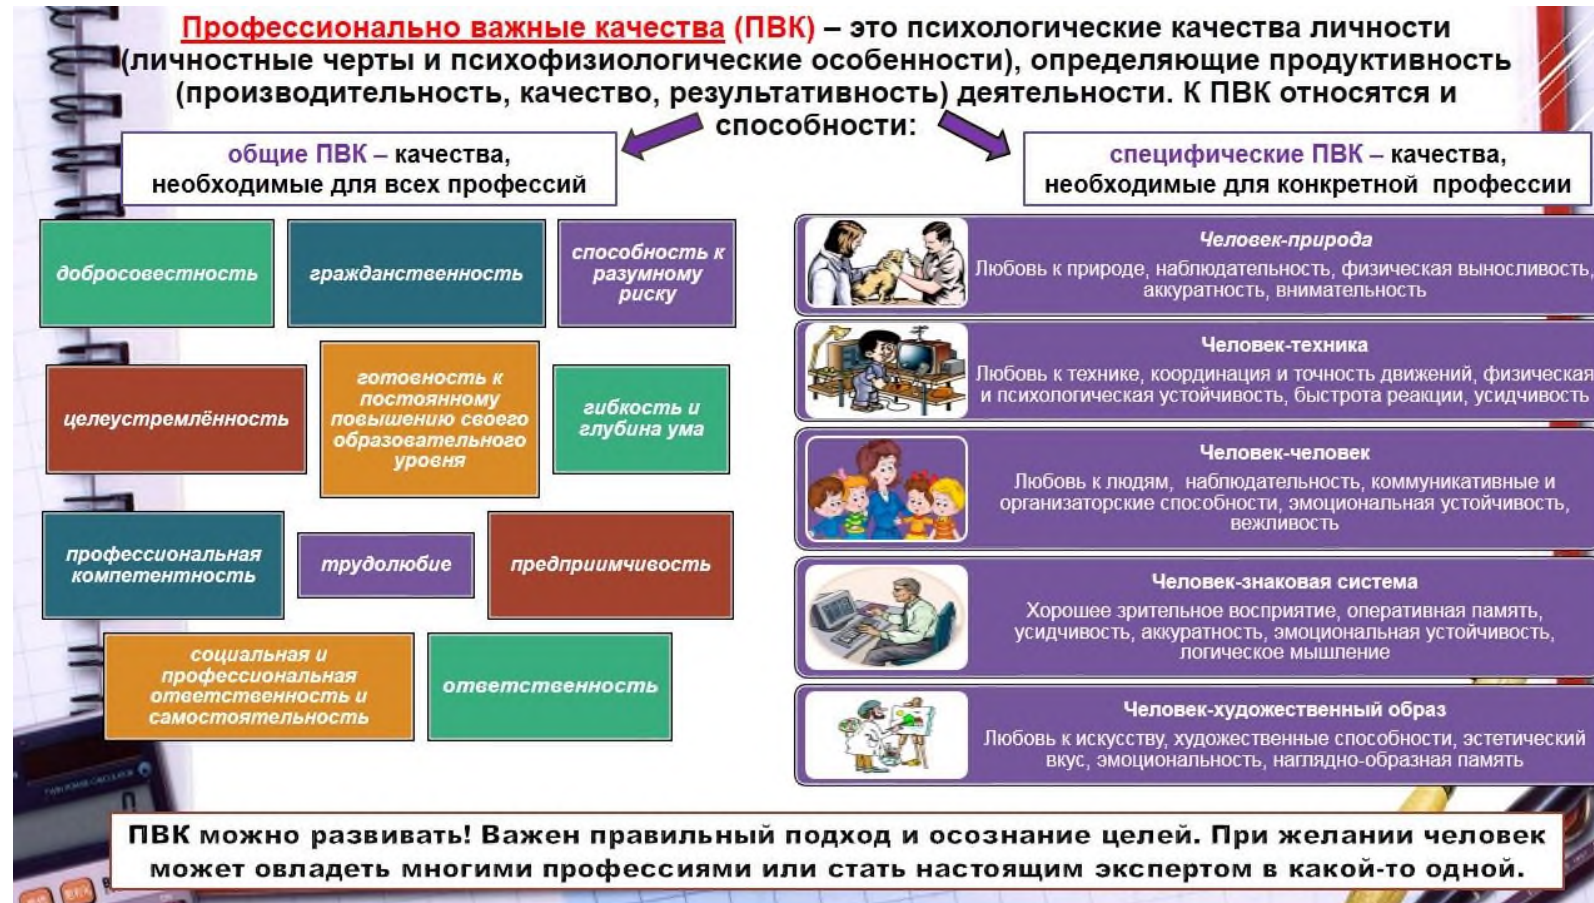 Профессионально важные качества (ПВК) – это психологические качества личности
(личностные черты и психофизиологические особенности), определяющие продуктивность
(производительность, качество, результативность) деятельности. К ПВК относятся и
способности:
общие ПВК – качества,
необходимые для всех профессий
добросовестность
гражданственность
способность к
разумному
риску
целеустремлённость
готовность к
постоянному
повышению своего
образовательного
уровня
гибкость и
глубина ума
профессиональная
компетентность
трудолюбие
предприимчивость
социальная и
профессиональная
ответственность и
самостоятельность
ответственность
специфические ПВК – качества,
необходимые для конкретной профессии
Человек-природа
Любовь к природе, наблюдательность, физическая выносливость,
аккуратность, внимательность
Человек-техника
Любовь к технике, координация и точность движений, физическая
и психологическая устойчивость, быстрота реакции, усидчивость
Человек-человек
Любовь к людям, наблюдательность, коммуникативные и
организаторские способности, эмоциональная устойчивость,
вежливость
Человек-знаковая система
Хорошее зрительное восприятие, оперативная память,
усидчивость, аккуратность, эмоциональная устойчивость,
логическое мышление
Человек-художественный образ
Любовь к искусству, художественные способности, эстетический
вкус, эмоциональность, наглядно-образная память
ПВК можно развивать! Важен правильный подход и осознание целей. При желании человек
может овладеть многими профессиями или стать настоящим экспертом в какой-то одной.